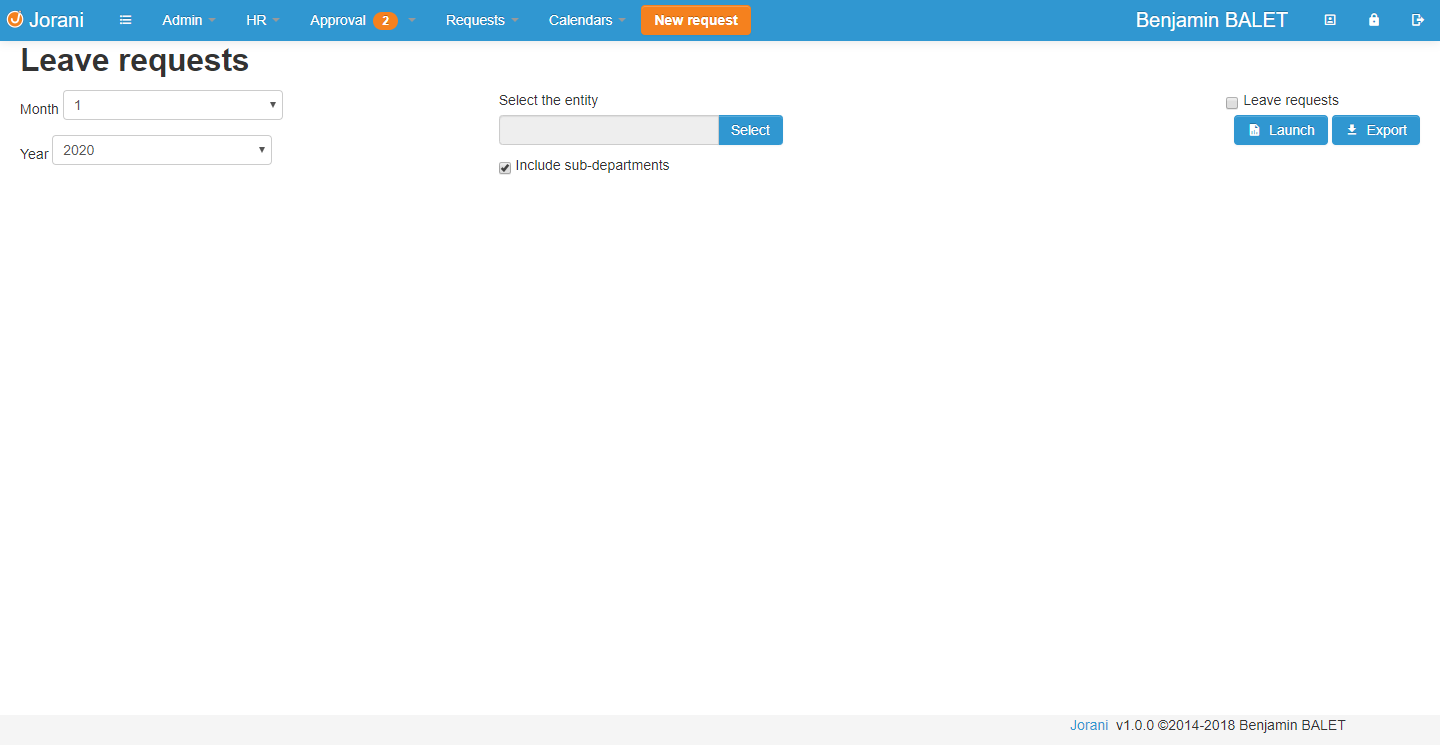 Jorani Admin HR Approval 2 Requests Calendars New request Benjamin BALET
Leave requests
Month 1
Year 2020
Select the entity
Select
Include sub-departments
Leave requests
Launch Export
Jorani v1.0.0 ©2014-2018 Benjamin BALET